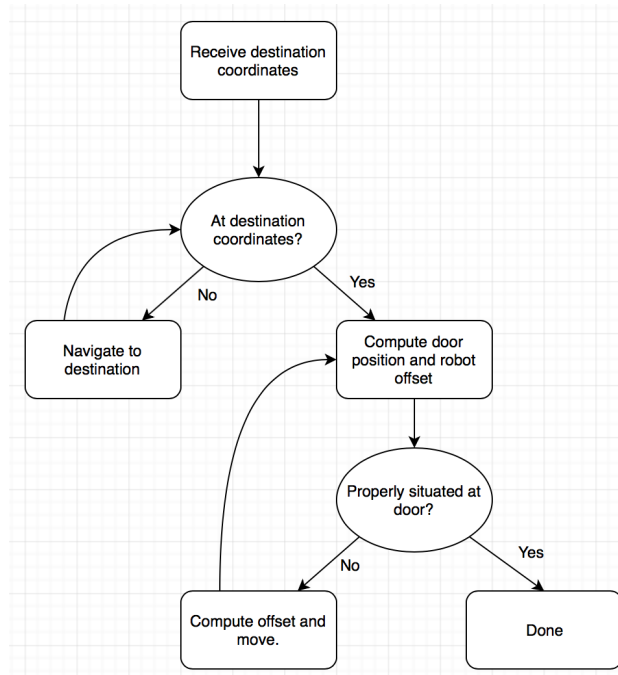 Receive destination
coordinates
At destination
coordinates?
No
Yes
Navigate to
destination
Compute door
position and robot
offset
Properly situated at
door?
No
Yes
Compute offset and
move.
Done